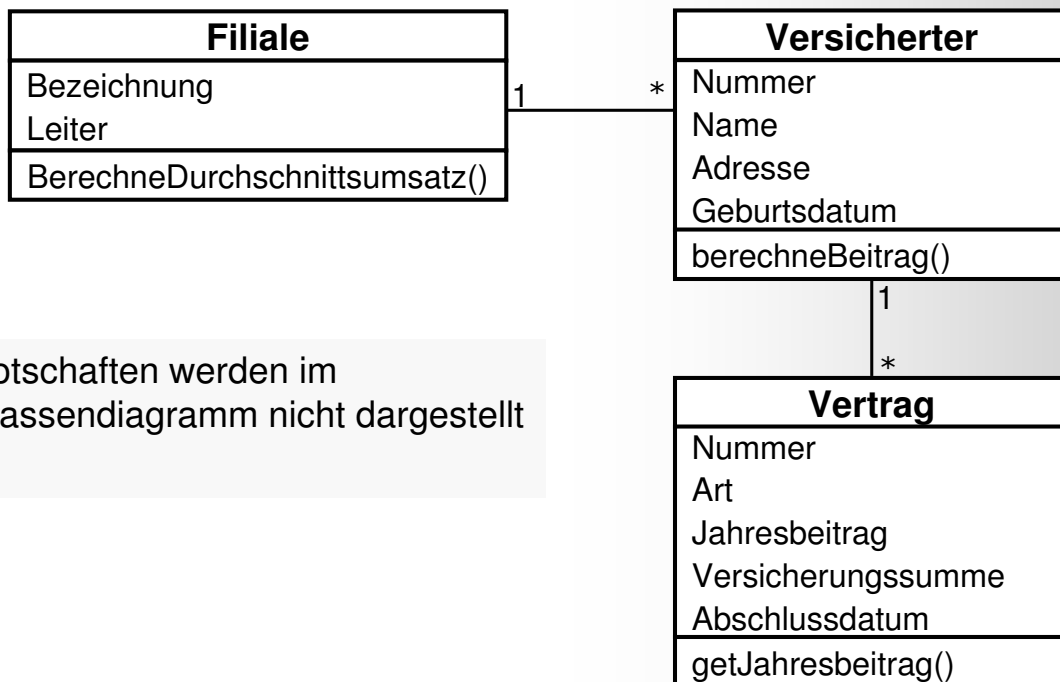 Filiale
Bezeichnung
Leiter
BerechneDurchschnittsumsatz()
1
*
Versicherter
Nummer
Name
Adresse
Geburtsdatum
berechneBeitrag()
1
*
otschaften werden im
assendiagramm nicht dargestellt
Vertrag
Nummer
Art
Jahresbeitrag
Versicherungssumme
Abschlussdatum
getJahresbeitrag()